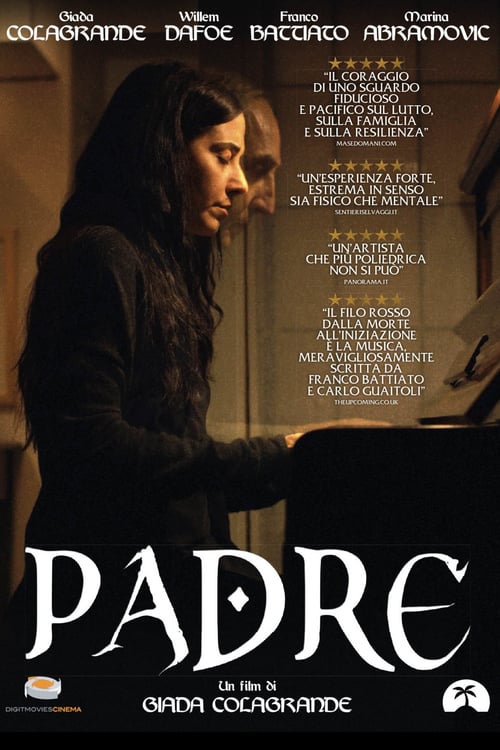 Giada Willem Franco Marina
COLAGRANDE DAFOE BATTIATO ABRAMOVIC
“IL CORAGGIO
DI UNO SGUARDO
FIDUCIOSO
E PACIFICO SUL LUTTO,
SULLA FAMIGLIA
E SULLA RESILIENZA”
MASEDOMANI.COM
“UN'ESPERIENZA FORTE,
ESTREMA IN SENSO
SIA FISICO CHE MENTALE”
SENTIERISELVAGGI.IT
“UN'ARTISTA
CHE PIÙ POLIEDRICA
NON SI PUÒ”
PANORAMA.IT
“IL FILO ROSSO
DALLA MORTE
ALL'INIZIAZIONE
È LA MUSICA,
MERAVIGLIOSAMENTE
SCRITTA DA
FRANCO BATTIATO
E CARLO GUAITOLI”
THEUPCOMING.CO.UK
PADRE
Un film di
GIADA COLAGRANDE
DIGITMOVIESCINEMA